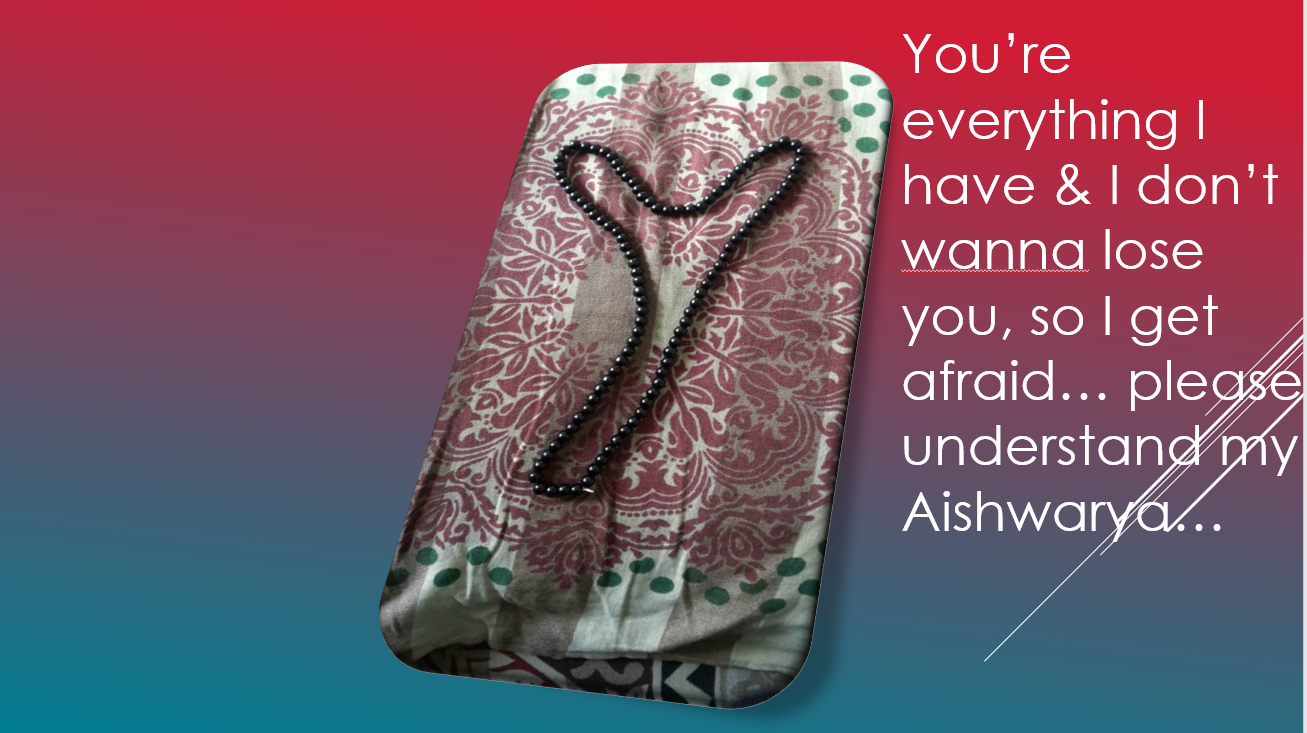 You’re
everything I
have & I don’t
wanna lose
you, so I get
afraid… please
understand my
Aishwarya…